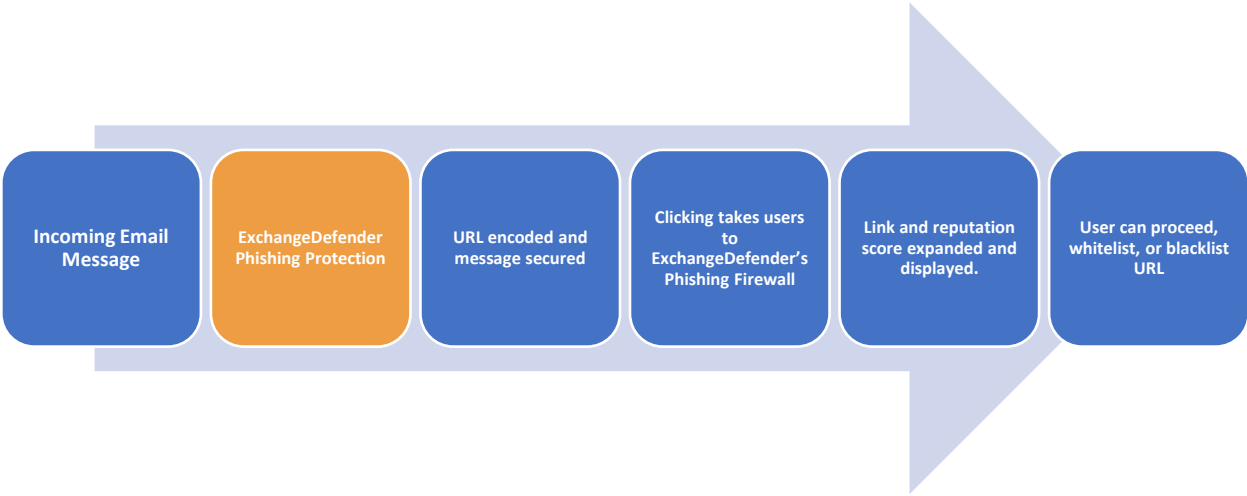 Incoming Email
Message
ExchangeDefender
Phishing Protection
URL encoded and
message secured
Clicking takes users
to
ExchangeDefender’s
Phishing Firewall
Link and reputation
score expanded and
displayed.
User can proceed,
whitelist, or blacklist
URL